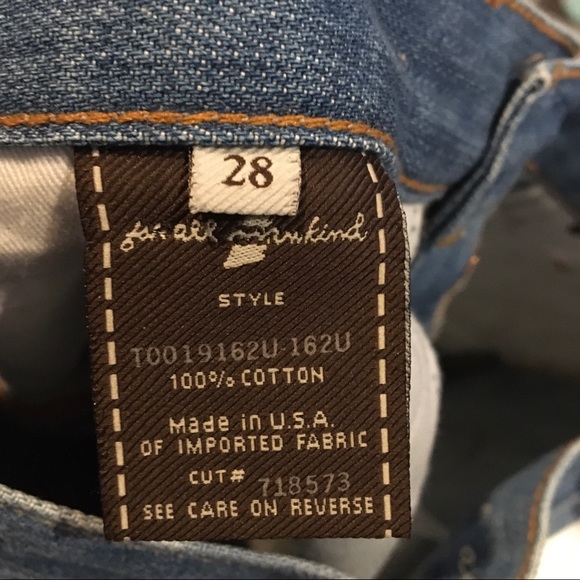 28
for all mankind
STYLE
T0019162U-162U
100% COTTON
Made in U.S.A.
OF IMPORTED FABRIC
CUT# 718573
SEE CARE ON REVERSE